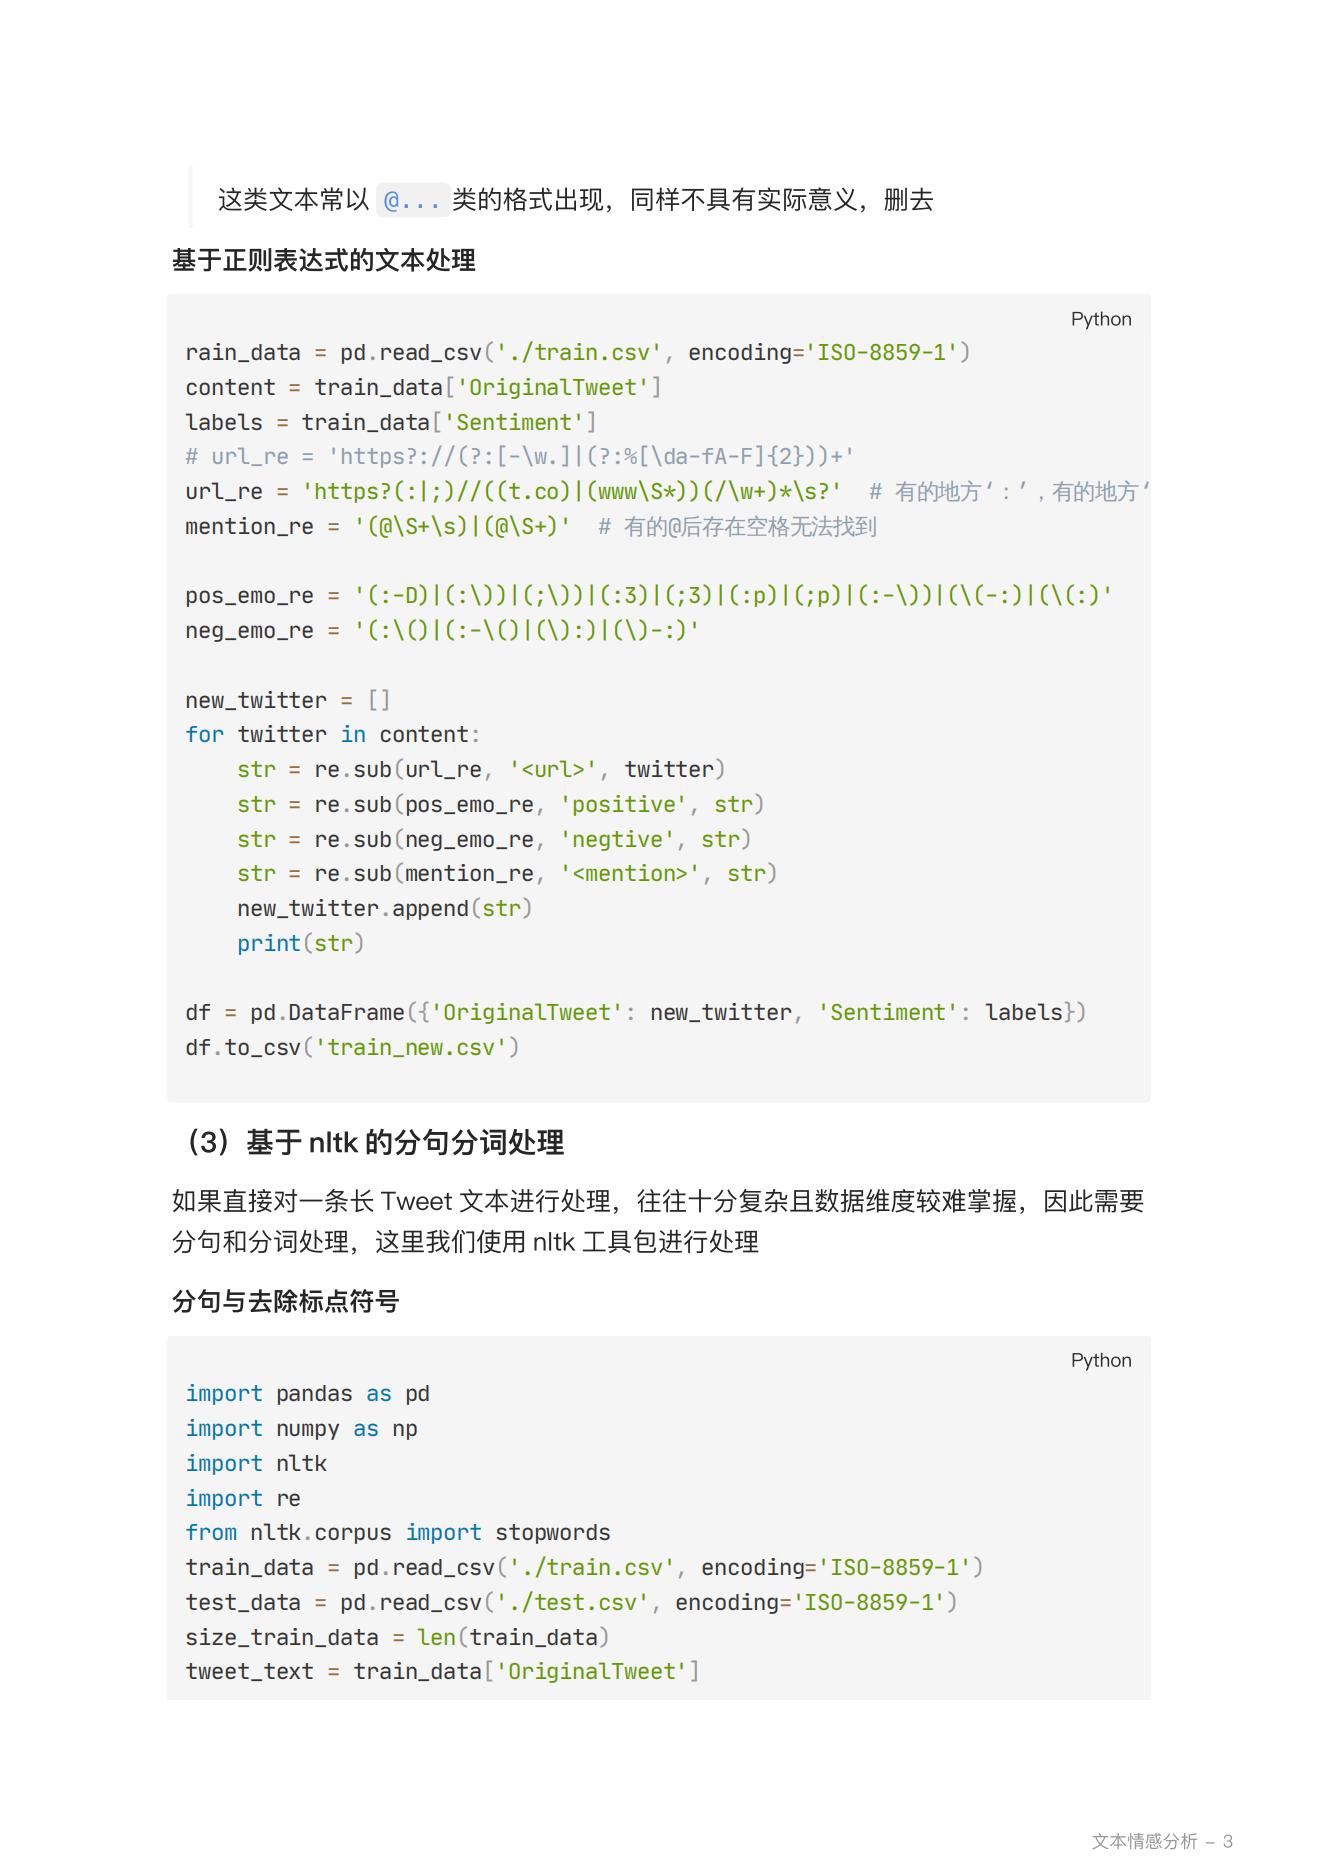 这类文本常以 @... 类的格式出现，同样不具有实际意义，删去
基于正则表达式的文本处理
Python
rain_data = pd.read_csv('./train.csv', encoding='ISO-8859-1')
content = train_data['OriginalTweet']
labels = train_data['Sentiment']
# url_re = 'https?://(?:[-\w.]|(?:%[\da-fA-F]{2}))+'
url_re = 'https?(:|;)//((t.co)|(www\S*))(/\w+)*\s?'  # 有的地方‘：’，有的地方‘
mention_re = '(@\S+\s)|(@\S+)'  # 有的@后存在空格无法找到
pos_emo_re = '(:-D)|(:\))|(;\))|(:3)|(;3)|(:p)|(;p)|(:-\))|(\(-:)|(\(:)'
neg_emo_re = '(:\()|(:-\()|(\):)|(\)-:)'
new_twitter = []
for twitter in content:
    str = re.sub(url_re, '<url>', twitter)
    str = re.sub(pos_emo_re, 'positive', str)
    str = re.sub(neg_emo_re, 'negtive', str)
    str = re.sub(mention_re, '<mention>', str)
    new_twitter.append(str)
    print(str)
df = pd.DataFrame({'OriginalTweet': new_twitter, 'Sentiment': labels})
df.to_csv('train_new.csv')
（3）基于 nltk 的分句分词处理
如果直接对一条长 Tweet 文本进行处理，往往十分复杂且数据维度较难掌握，因此需要
分句和分词处理，这里我们使用 nltk 工具包进行处理
分句与去除标点符号
Python
import pandas as pd
import numpy as np
import nltk
import re
from nltk.corpus import stopwords
train_data = pd.read_csv('./train.csv', encoding='ISO-8859-1')
test_data = pd.read_csv('./test.csv', encoding='ISO-8859-1')
size_train_data = len(train_data)
tweet_text = train_data['OriginalTweet']
文本情感分析 – 3